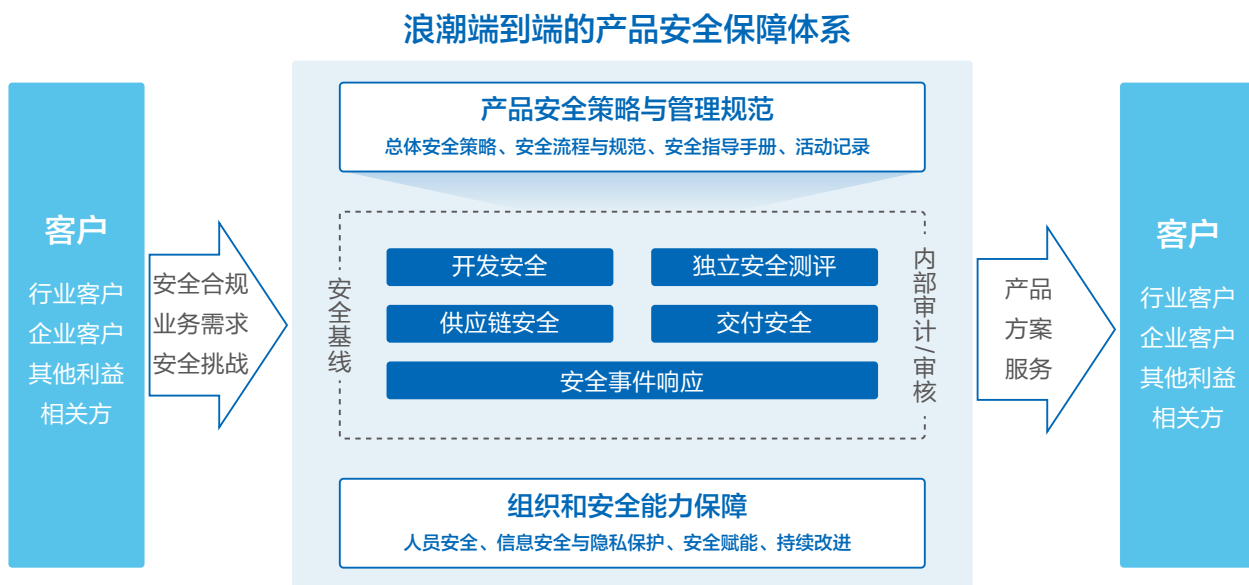 浪潮端到端的产品安全保障体系
客户
行业客户
企业客户
其他利益
相关方
安全合规
业务需求
安全挑战
产品安全策略与管理规范
总体安全策略、安全流程与规范、安全指导手册、活动记录
安全基线
开发安全
独立安全测评
供应链安全
交付安全
安全事件响应
内部审计/审核
组织和安全能力保障
人员安全、信息安全与隐私保护、安全赋能、持续改进
产品
方案
服务
客户
行业客户
企业客户
其他利益
相关方